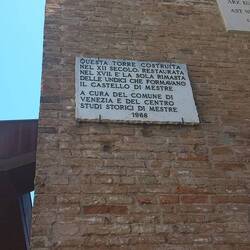 QUESTA TORRE COSTRUITA
NEL XII SECOLO, RESTAURATA
NEL XVII E' LA SOLA RIMASTA
DELLE UNDICI CHE FORMAVANO
IL CASTELLO DI MESTRE
A CURA DEL COMUNE DI
VENEZIA E DEL CENTRO
STUDI STORICI DI MESTRE
1968